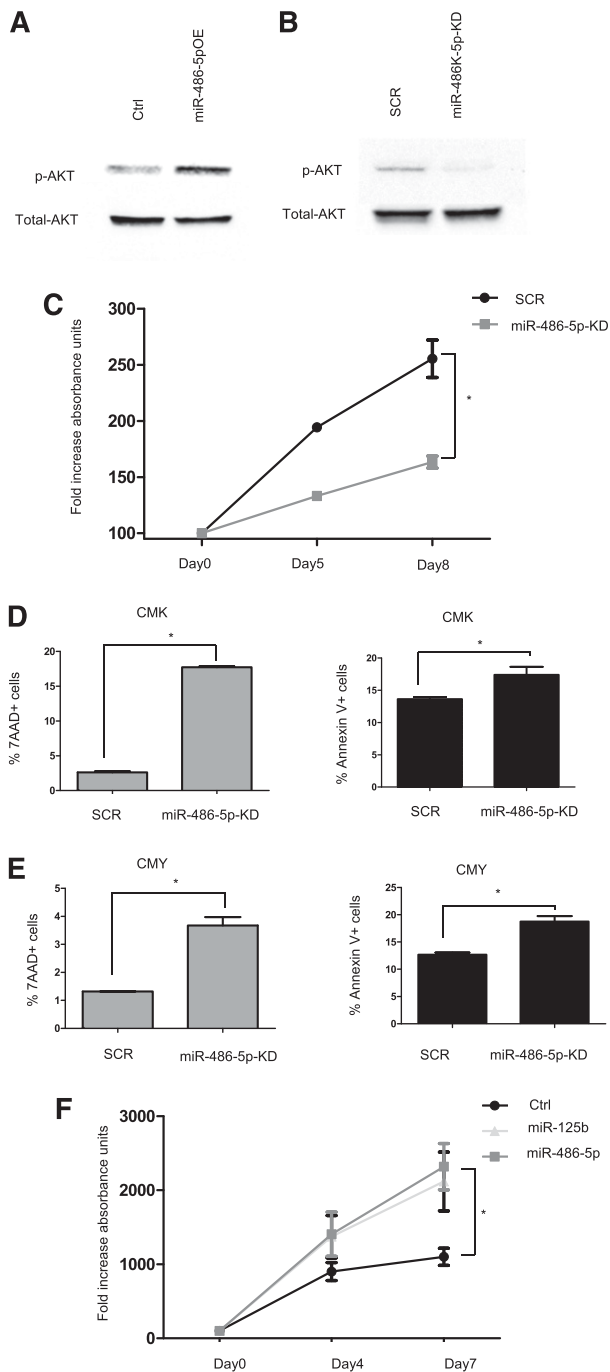 A
B
Ctrl
miR-486-5pOE
SCR
miR-486K-5p-KD
p-AKT
Total-AKT
p-AKT
Total-AKT
C
Fold increase absorbance units
300
250
200
150
100
Day0
Day5
Day8
SCR
miR-486-5p-KD
*
D
CMK
% 7AAD+ cells
20
15
10
5
0
SCR
miR-486-5p-KD
*
CMK
% Annexin V+ cells
20
15
10
5
0
SCR
miR-486-5p-KD
*
E
CMY
% 7AAD+ cells
5
4
3
2
1
0
SCR
miR-486-5p-KD
*
CMY
% Annexin V+ cells
25
20
15
10
5
0
SCR
miR-486-5p-KD
*
F
Fold increase absorbance units
3000
2000
1000
0
Day0
Day4
Day7
Ctrl
miR-125b
miR-486-5p
*